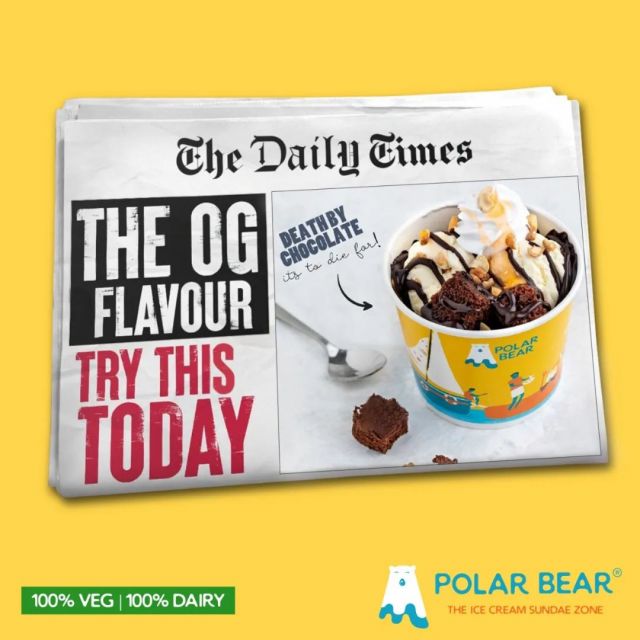 The Daily Times
THE OG
FLAVOUR
TRY THIS
TODAY
DEATH BY
CHOCOLATE
its to die for!
POLAR
BEAR
100% VEG | 100% DAIRY
POLAR BEAR®
THE ICE CREAM SUNDAE ZONE